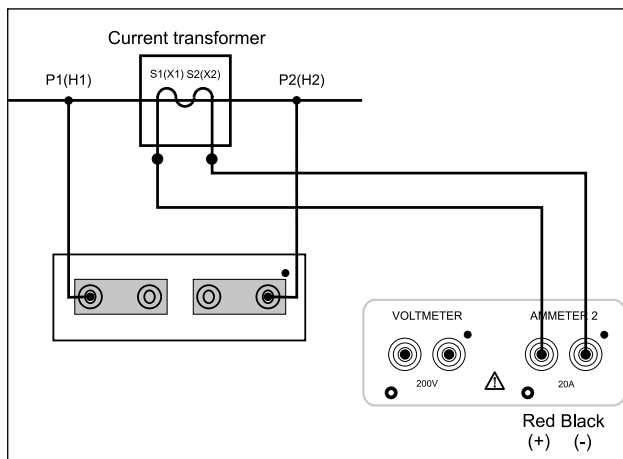 Current transformer
P1(H1)
S1(X1) S2(X2)
P2(H2)
VOLTMETER
AMMETER 2
200V
20A
Red Black
(+) (-)